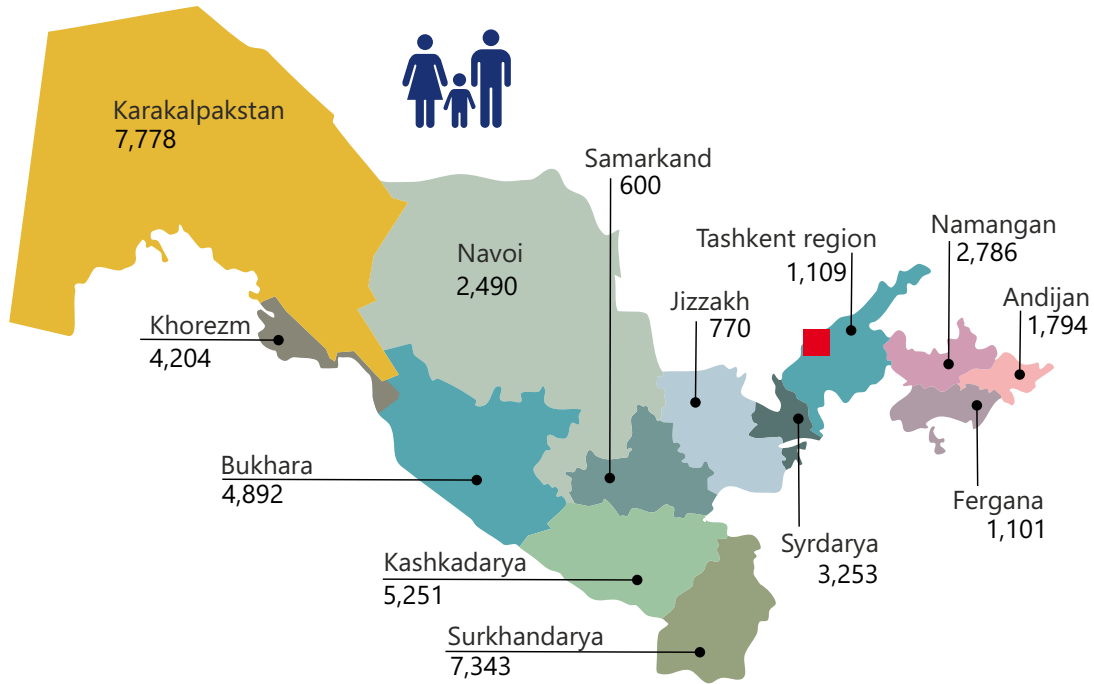 Karakalpakstan
7,778
Samarkand
600
Navoi
2,490
Tashkent region
1,109
Namangan
2,786
Jizzakh
770
Andijan
1,794
Khorezm
4,204
Bukhara
4,892
Fergana
1,101
Syrdarya
3,253
Kashkadarya
5,251
Surkhandarya
7,343